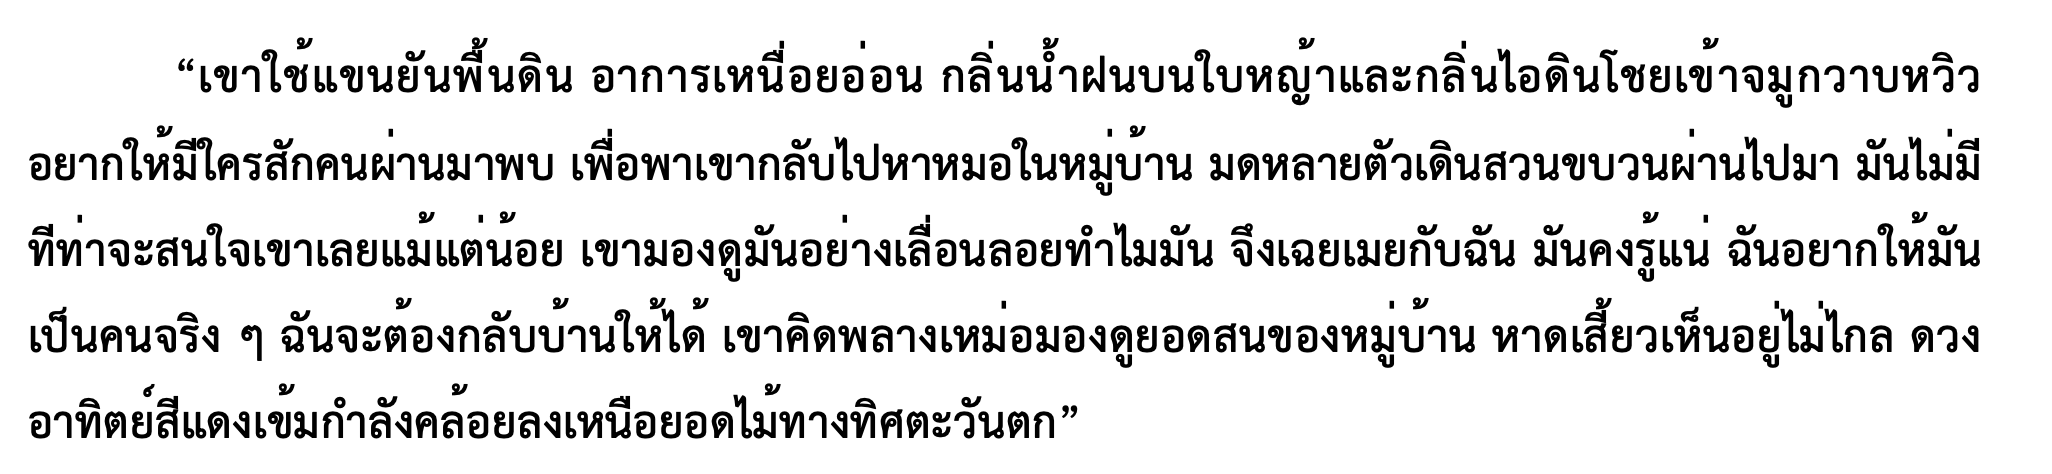 “เขาใช้แขนยันพื้นดิน อาการเหนื่อยอ่อน กลิ่นน้ำฝนบนใบหญ้าและกลิ่นไอดินโชยเข้าจมูกวาบหวิว
อยากให้มีใครสักคนผ่านมาพบ เพื่อพาเขากลับไปหาหมอในหมู่บ้าน มดหลายตัวเดินสวนขบวนผ่านไปมา มันไม่มี
ทีท่าจะสนใจเขาเลยแม้แต่น้อย เขามองดูมันอย่างเลื่อนลอยทำไมมัน จึงเฉยเมยกับฉัน มันคงรู้แน่ ฉันอยากให้มัน
เป็นคนจริง ๆ ฉันจะต้องกลับบ้านให้ได้ เขาคิดพลางเหม่อมองดูยอดสนของหมู่บ้าน หาดเสี้ยวเห็นอยู่ไม่ไกล ดวง
อาทิตย์สีแดงเข้มกำลังคล้อยลงเหนือยอดไม้ทางทิศตะวันตก”